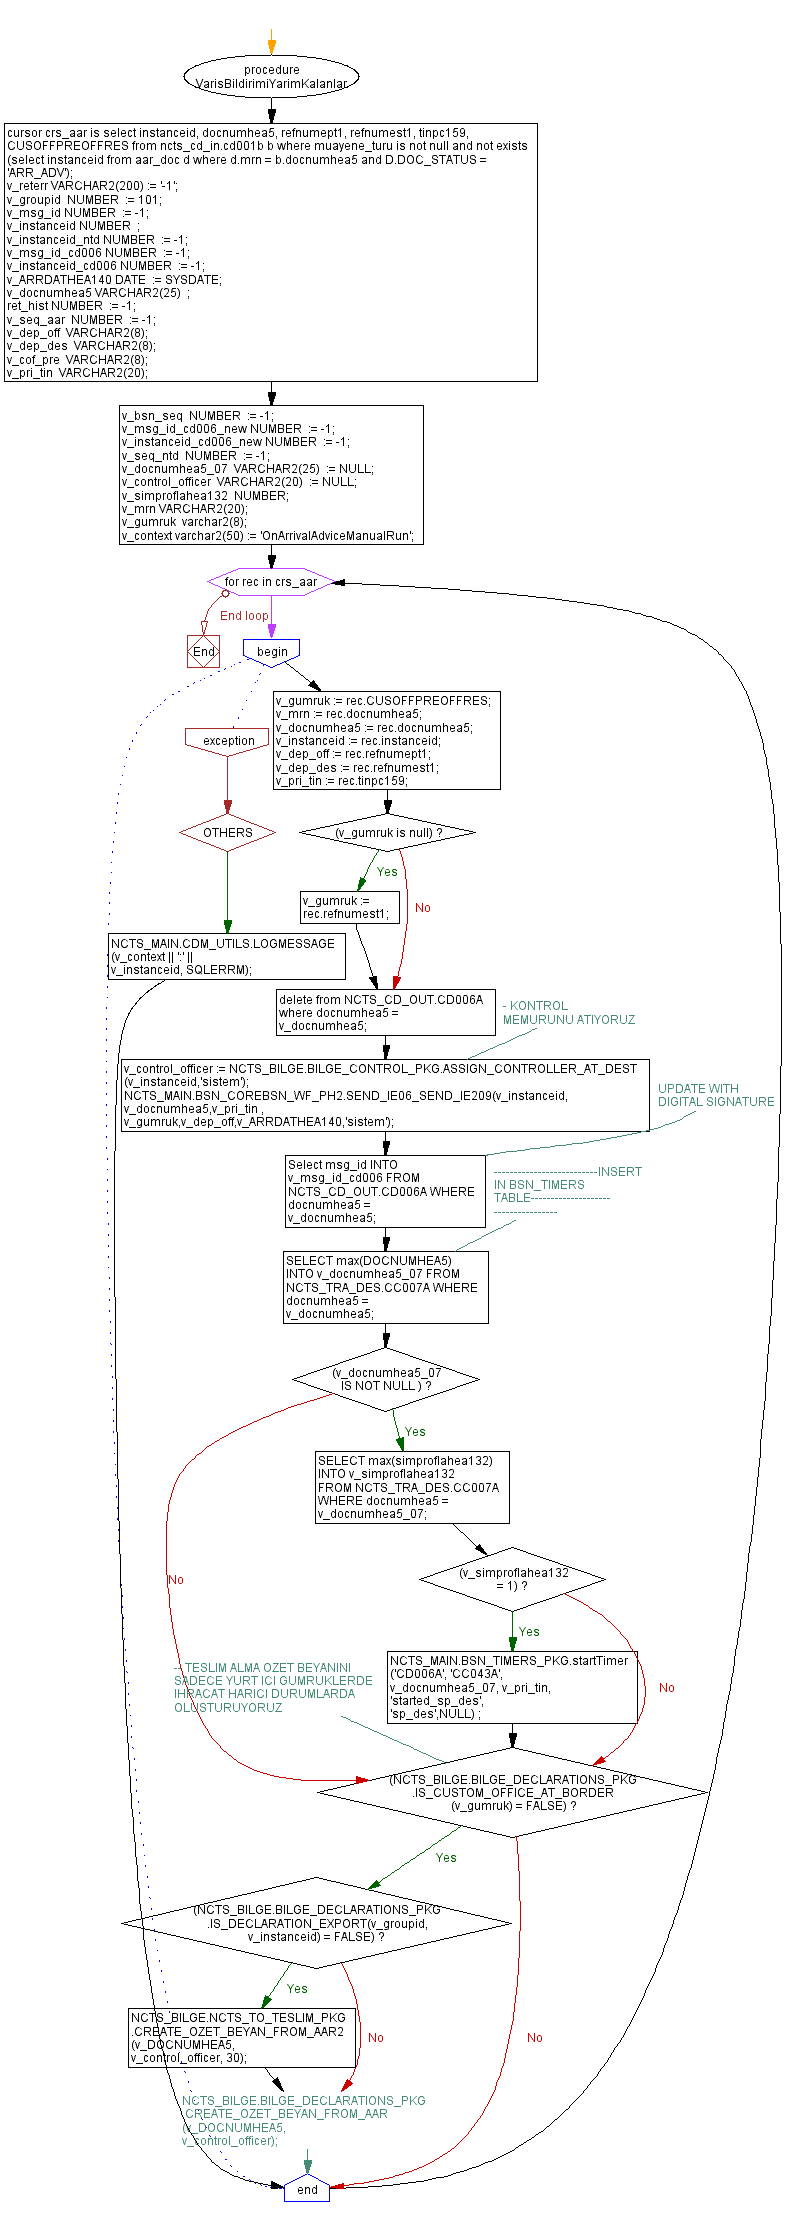 procedure
VarisBildirimiYarimKalanlar
cursor crs_aar is select instanceid, docnumhea5, refnumept1, refnumest1, tinpc159,
CUSOFFPREOFFRES from ncts_cd_in.cd001b b where muayene_turu is not null and not exists
(select instanceid from aar_doc d where d.mrn = b.docnumhea5 and D.DOC_STATUS =
'ARR_ADV');
v_reterr VARCHAR2(200) := '-1';
v_groupid NUMBER := 101;
v_msg_id NUMBER := -1;
v_instanceid NUMBER ;
v_instanceid_ntd NUMBER := -1;
v_msg_id_cd006 NUMBER := -1;
v_instanceid_cd006 NUMBER := -1;
v_ARRDATHEA140 DATE := SYSDATE;
v_docnumhea5 VARCHAR2(25) ;
ret_hist NUMBER := -1;
v_seq_aar NUMBER := -1;
v_dep_off VARCHAR2(8);
v_dep_des VARCHAR2(8);
v_cof_pre VARCHAR2(8);
v_pri_tin VARCHAR2(20);
v_bsn_seq NUMBER := -1;
v_msg_id_cd006_new NUMBER := -1;
v_instanceid_cd006_new NUMBER := -1;
v_seq_ntd NUMBER := -1;
v_docnumhea5_07 VARCHAR2(25) := NULL;
v_control_officer VARCHAR2(20) := NULL;
v_simproflahea132 NUMBER;
v_mrn VARCHAR2(20);
v_gumruk varchar2(8);
v_context varchar2(50) := 'OnArrivalAdviceManualRun';
for rec in crs_aar
End loop
End
begin
v_gumruk := rec.CUSOFFPREOFFRES;
v_mrn := rec.docnumhea5;
v_docnumhea5 := rec.docnumhea5;
v_instanceid := rec.instanceid;
v_dep_off := rec.refnumept1;
v_dep_des := rec.refnumest1;
v_pri_tin := rec.tinpc159;
exception
OTHERS
(v_gumruk is null) ?
Yes
No
v_gumruk :=
rec.refnumest1;
NCTS_MAIN.CDM_UTILS.LOGMESSAGE
(v_context || ':' ||
v_instanceid, SQLERRM);
delete from NCTS_CD_OUT.CD006A
where docnumhea5 =
v_docnumhea5;
- KONTROL
MEMURUNU ATIYORUZ
v_control_officer := NCTS_BILGE.BILGE_CONTROL_PKG.ASSIGN_CONTROLLER_AT_DEST
(v_instanceid,'sistem');
NCTS_MAIN.BSN_COREBSN_WF_PH2.SEND_IE06_SEND_IE209(v_instanceid,
v_docnumhea5,v_pri_tin ,
v_gumruk,v_dep_off,v_ARRDATHEA140,'sistem');
UPDATE WITH
DIGITAL SIGNATURE
Select msg_id INTO
v_msg_id_cd006 FROM
NCTS_CD_OUT.CD006A WHERE
docnumhea5 =
v_docnumhea5;
--------------------------INSERT
IN BSN_TIMERS
TABLE--------------------
----------------
SELECT max(DOCNUMHEA5)
INTO v_docnumhea5_07 FROM
NCTS_TRA_DES.CC007A WHERE
docnumhea5 =
v_docnumhea5;
(v_docnumhea5_07
IS NOT NULL ) ?
Yes
SELECT max(simproflahea132)
INTO v_simproflahea132
FROM NCTS_TRA_DES.CC007A
WHERE docnumhea5 =
v_docnumhea5_07;
No
(v_simproflahea132
= 1) ?
Yes
NCTS_MAIN.BSN_TIMERS_PKG.startTimer
('CD006A', 'CC043A',
v_docnumhea5_07, v_pri_tin,
'started_sp_des',
'sp_des',NULL) ;
No
-- TESLIM ALMA OZET BEYANINI
SADECE YURT ICI GUMRUKLERDE
IHRACAT HARICI DURUMLARDA
OLUSTURUYORUZ
(NCTS_BILGE.BILGE_DECLARATIONS_PKG
.IS_CUSTOM_OFFICE_AT_BORDER
(v_gumruk) = FALSE) ?
Yes
(NCTS_BILGE.BILGE_DECLARATIONS_PKG
.IS_DECLARATION_EXPORT(v_groupid,
v_instanceid) = FALSE) ?
Yes
NCTS_BILGE.NCTS_TO_TESLIM_PKG
.CREATE_OZET_BEYAN_FROM_AAR2
(v_DOCNUMHEA5,
v_control_officer, 30);
No
No
NCTS_BILGE.BILGE_DECLARATIONS_PKG
.CREATE_OZET_BEYAN_FROM_AAR
(v_DOCNUMHEA5,
v_control_officer);
end